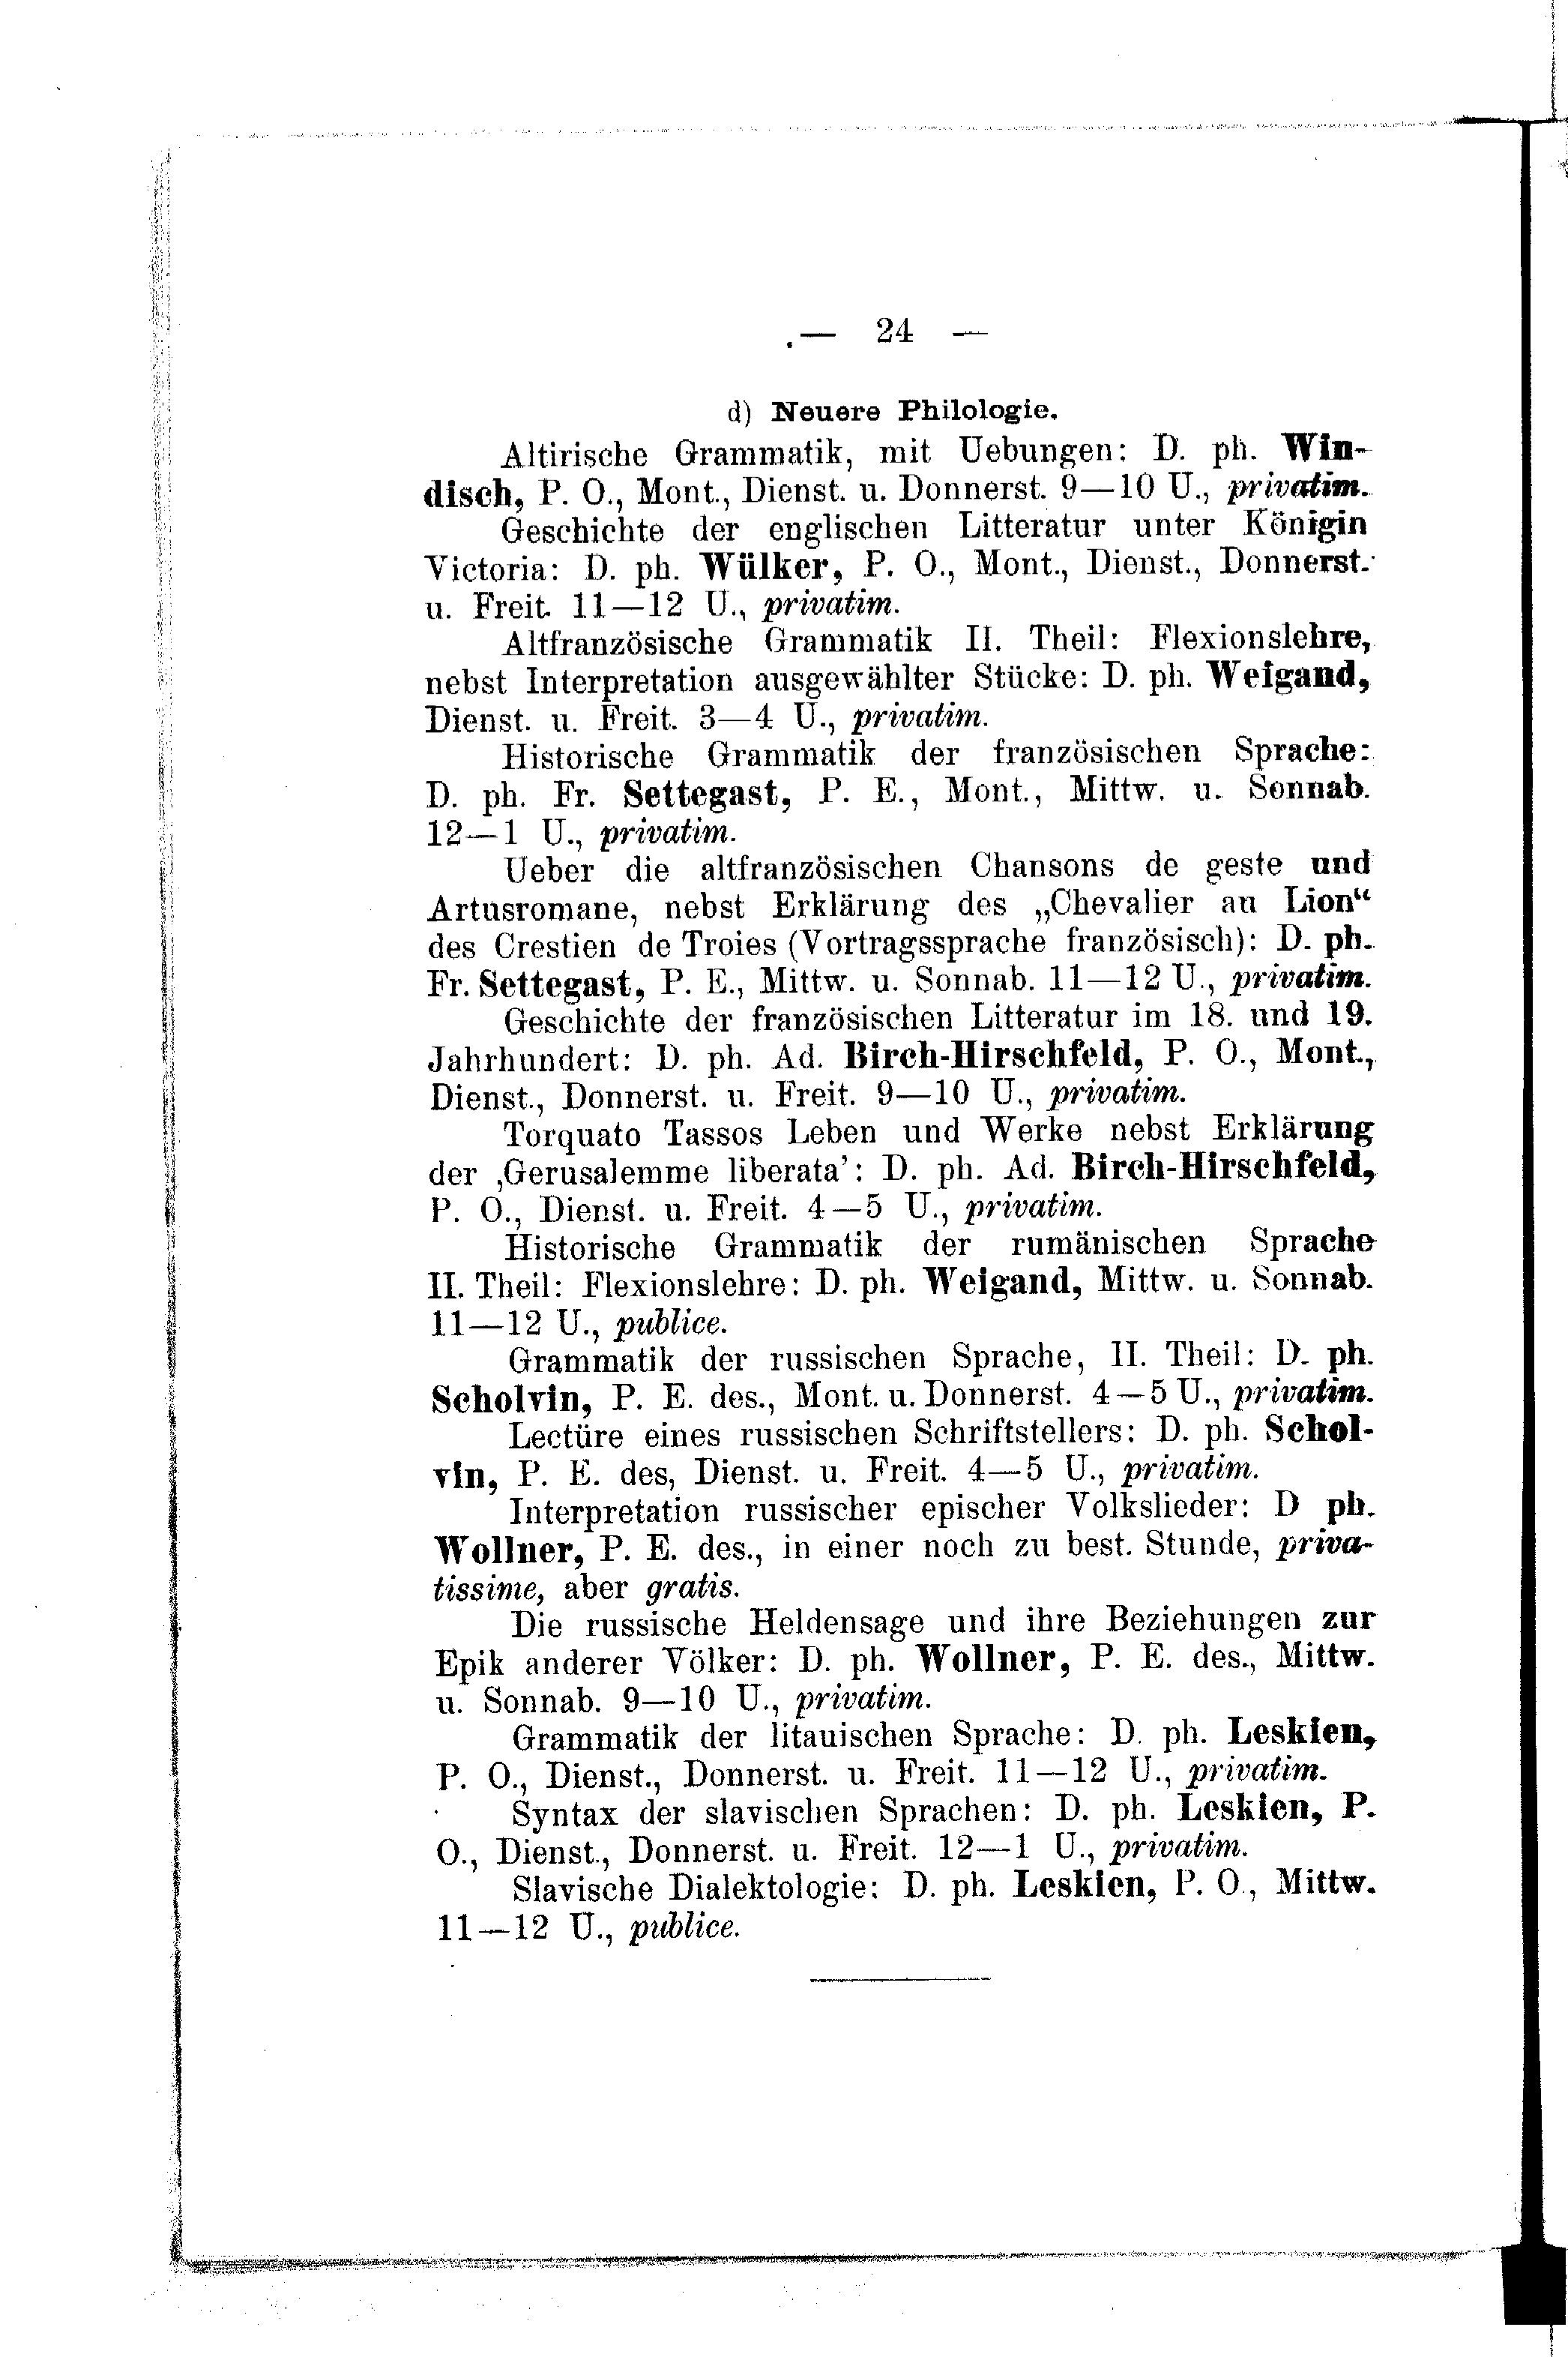 — 24 —
d) Neuere Philologie.
Altirische Grammatik, mit Uebungen: D. ph. Win-
disch, P. O., Mont., Dienst. u. Donnerst. 9—10 U., privatim.
Geschichte der englischen Litteratur unter Königin
Victoria: D. ph. Wülker, P. O., Mont., Dienst., Donnerst.
u. Freit. 11—12 U., privatim.
Altfranzösische Grammatik II. Theil: Flexionslehre,
nebst Interpretation ausgewählter Stücke: D. ph. Weigand,
Dienst. u. Freit. 3—4 U., privatim.
Historische Grammatik der französischen Sprache:
D. ph. Fr. Settegast, P. E., Mont., Mittw. u. Sonnab.
12—1 U., privatim.
Ueber die altfranzösischen Chansons de geste und
Artusromane, nebst Erklärung des „Chevalier au Lion“
des Crestien de Troies (Vortragssprache französisch): D. ph.
Fr. Settegast, P. E., Mittw. u. Sonnab. 11—12 U., privatim.
Geschichte der französischen Litteratur im 18. und 19.
Jahrhundert: D. ph. Ad. Birch-Hirschfeld, P. O., Mont.,
Dienst., Donnerst. u. Freit. 9—10 U., privatim.
Torquato Tassos Leben und Werke nebst Erklärung
der ‚Gerusalemme liberata’: D. ph. Ad. Birch-Hirschfeld,
P. O., Dienst. u. Freit. 4—5 U., privatim.
Historische Grammatik der rumänischen Sprache
II. Theil: Flexionslehre: D. ph. Weigand, Mittw. u. Sonnab.
11—12 U., publice.
Grammatik der russischen Sprache, II. Theil: D. ph.
Scholvin, P. E. des., Mont. u. Donnerst. 4—5 U., privatim.
Lectüre eines russischen Schriftstellers: D. ph. Schol-
vin, P. E. des, Dienst. u. Freit. 4—5 U., privatim.
Interpretation russischer epischer Volkslieder: D ph.
Wollner, P. E. des., in einer noch zu best. Stunde, priva-
tissime, aber gratis.
Die russische Heldensage und ihre Beziehungen zur
Epik anderer Völker: D. ph. Wollner, P. E. des., Mittw.
u. Sonnab. 9—10 U., privatim.
Grammatik der litauischen Sprache: D. ph. Leskien,
P. O., Dienst., Donnerst. u. Freit. 11—12 U., privatim.
Syntax der slavischen Sprachen: D. ph. Leskien, P.
O., Dienst., Donnerst. u. Freit. 12—1 U., privatim.
Slavische Dialektologie: D. ph. Leskien, P. O., Mittw.
11—12 U., publice.